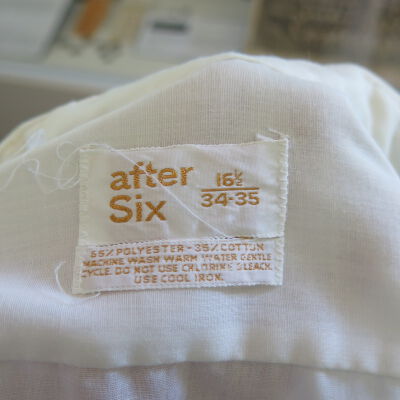 after
Six
16½
34-35
65% POLYESTER - 35% COTTON
MACHINE WASH WARM WATER GENTLE
CYCLE. DO NOT USE CHLORINE BLEACH.
USE COOL IRON.